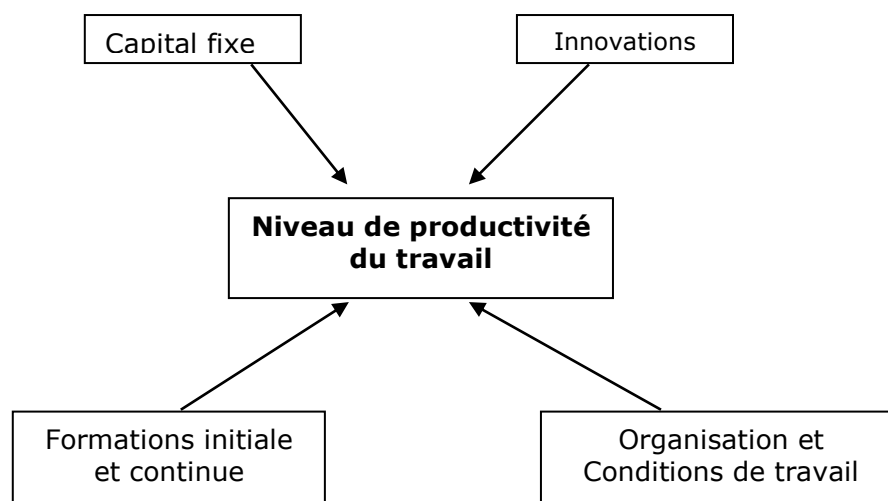 Capital fixe
Innovations
Niveau de productivité
du travail
Formations initiale
et continue
Organisation et
Conditions de travail